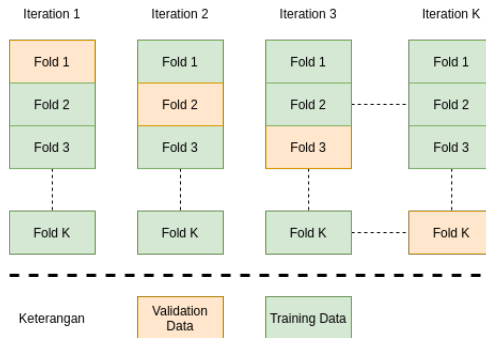 Iteration 1
Iteration 2
Iteration 3
Iteration K
Fold 1
Fold 1
Fold 1
Fold 1
Fold 2
Fold 2
Fold 2
Fold 2
Fold 3
Fold 3
Fold 3
Fold 3
Fold K
Fold K
Fold K
Fold K
Keterangan
Validation
Data
Training Data